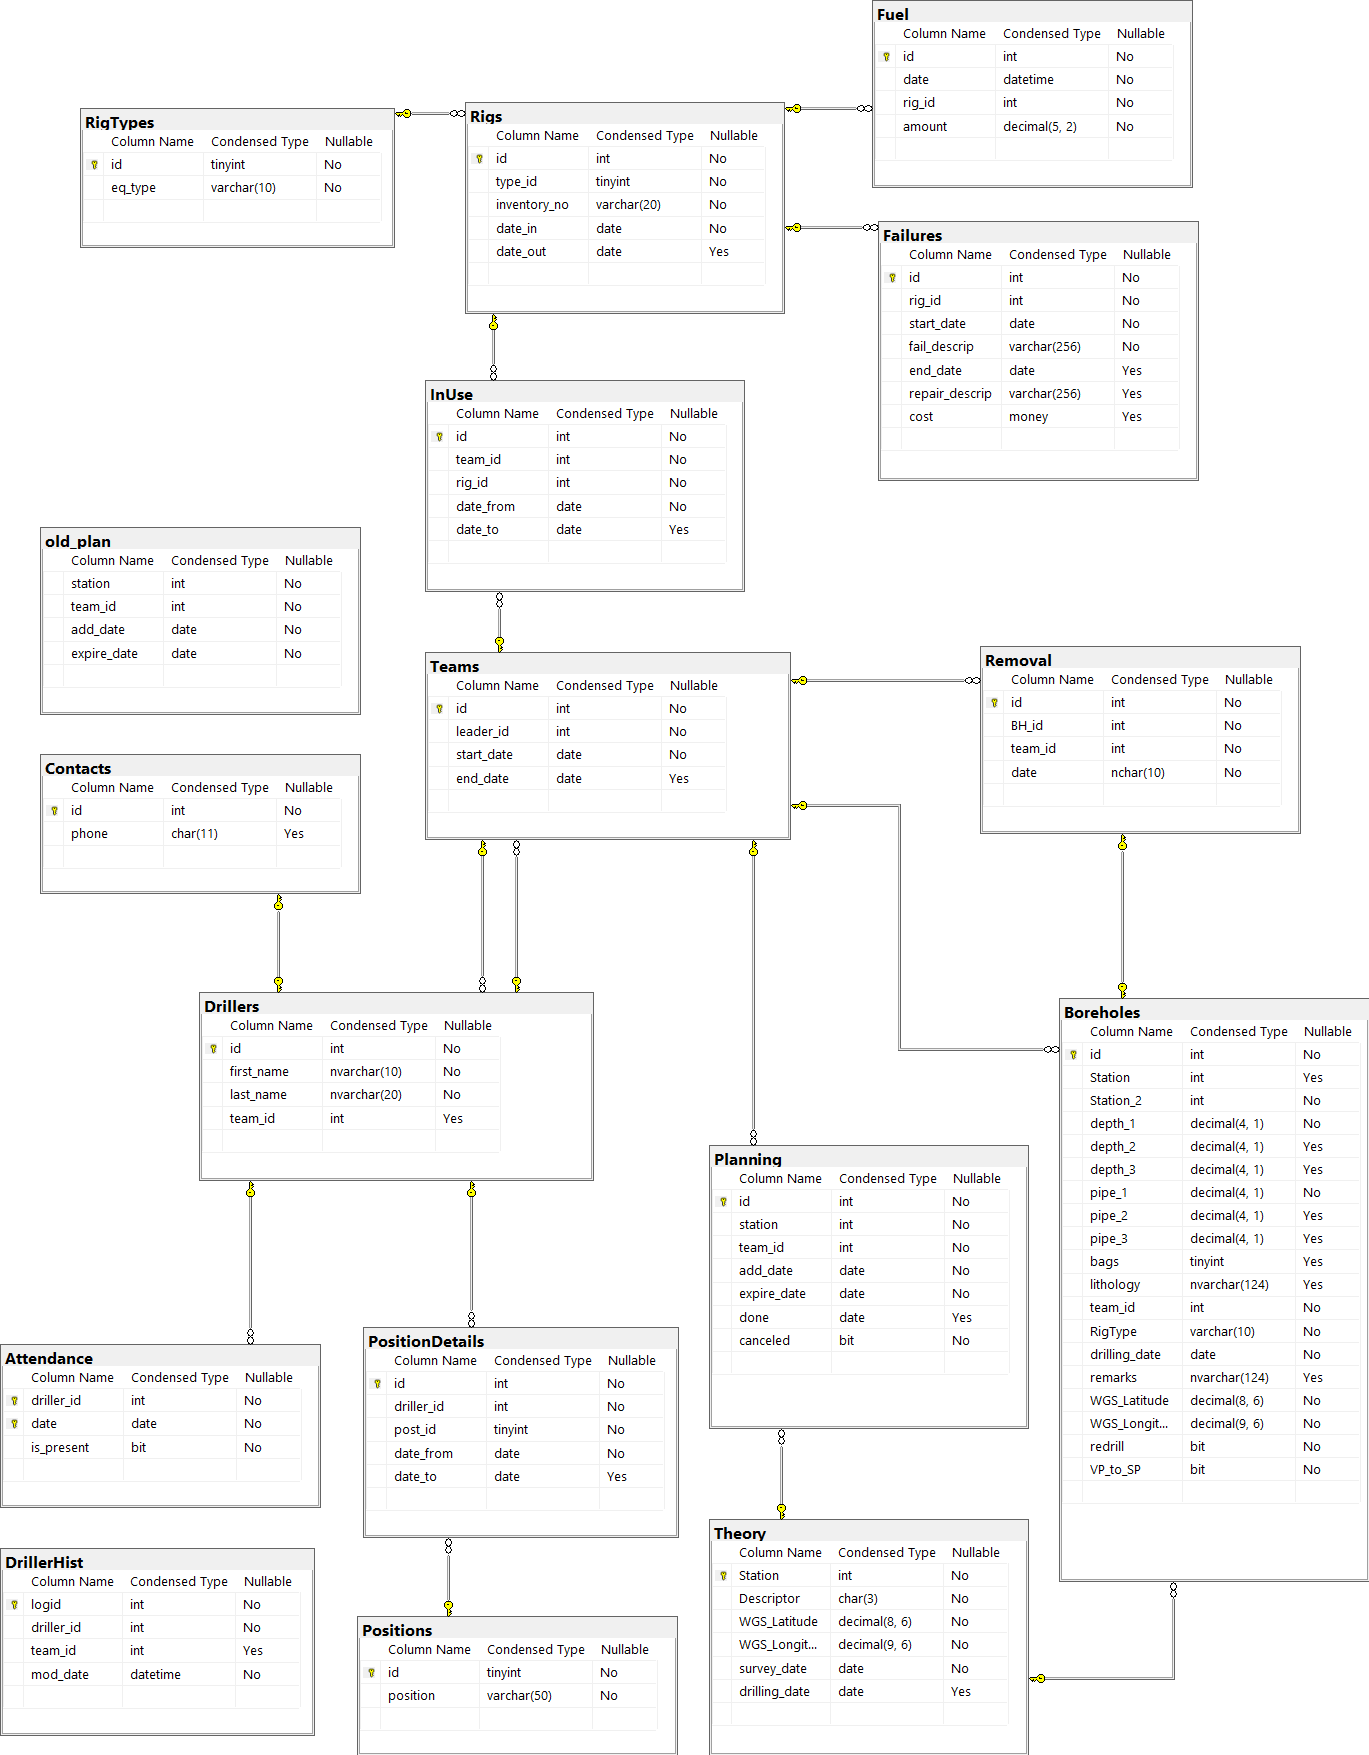 Fuel
Column Name Condensed Type Nullable
id int No
date datetime No
rig_id int No
amount decimal(5, 2) No
RigTypes
Column Name Condensed Type Nullable
id tinyint No
eq_type varchar(10) No
Rigs
Column Name Condensed Type Nullable
id int No
type_id tinyint No
inventory_no varchar(20) No
date_in date No
date_out date Yes
Failures
Column Name Condensed Type Nullable
id int No
rig_id int No
start_date date No
fail_descrip varchar(256) No
end_date date Yes
repair_descrip varchar(256) Yes
cost money Yes
InUse
Column Name Condensed Type Nullable
id int No
team_id int No
rig_id int No
date_from date No
date_to date Yes
old_plan
Column Name Condensed Type Nullable
station int No
team_id int No
add_date date No
expire_date date No
Teams
Column Name Condensed Type Nullable
id int No
leader_id int No
start_date date No
end_date date Yes
Removal
Column Name Condensed Type Nullable
id int No
BH_id int No
team_id int No
date nchar(10) No
Contacts
Column Name Condensed Type Nullable
id int No
phone char(11) Yes
Drillers
Column Name Condensed Type Nullable
id int No
first_name nvarchar(10) No
last_name nvarchar(20) No
team_id int Yes
Boreholes
Column Name Condensed Type Nullable
id int No
Station int Yes
Station_2 int No
depth_1 decimal(4, 1) No
depth_2 decimal(4, 1) Yes
depth_3 decimal(4, 1) Yes
pipe_1 decimal(4, 1) No
pipe_2 decimal(4, 1) Yes
pipe_3 decimal(4, 1) Yes
bags tinyint Yes
lithology nvarchar(124) Yes
team_id int No
RigType varchar(10) No
drilling_date date No
remarks nvarchar(124) Yes
WGS_Latitude decimal(8, 6) No
WGS_Longit... decimal(9, 6) No
redrill bit No
VP_to_SP bit No
Planning
Column Name Condensed Type Nullable
id int No
station int No
team_id int No
add_date date No
expire_date date No
done date Yes
canceled bit No
Attendance
Column Name Condensed Type Nullable
driller_id int No
date date No
is_present bit No
PositionDetails
Column Name Condensed Type Nullable
id int No
driller_id int No
post_id tinyint No
date_from date No
date_to date Yes
DrillerHist
Column Name Condensed Type Nullable
logid int No
driller_id int No
team_id int Yes
mod_date datetime No
Positions
Column Name Condensed Type Nullable
id tinyint No
position varchar(50) No
Theory
Column Name Condensed Type Nullable
Station int No
Descriptor char(3) No
WGS_Latitude decimal(8, 6) No
WGS_Longit... decimal(9, 6) No
survey_date date No
drilling_date date Yes